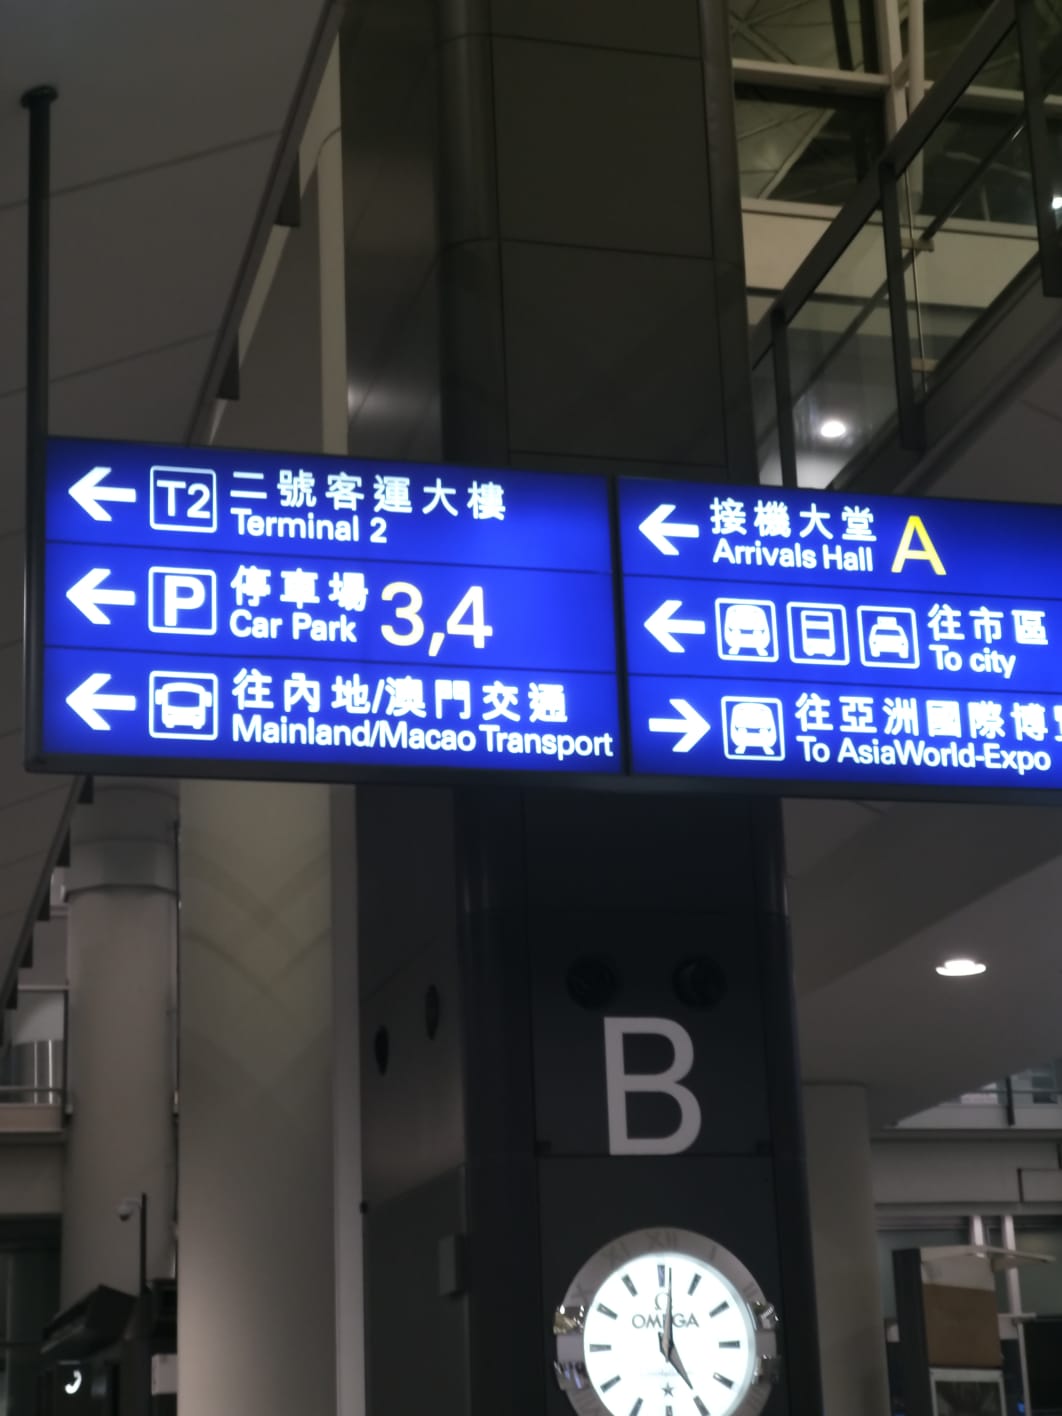 T2 二號客運大樓
Terminal 2
P 停車場 3,4
Car Park
往內地/澳門交通
Mainland/Macao Transport
接機大堂 A
Arrivals Hall
往市區
To city
往亞洲國際博
To AsiaWorld-Expo
B
XI XII I
OMEGA